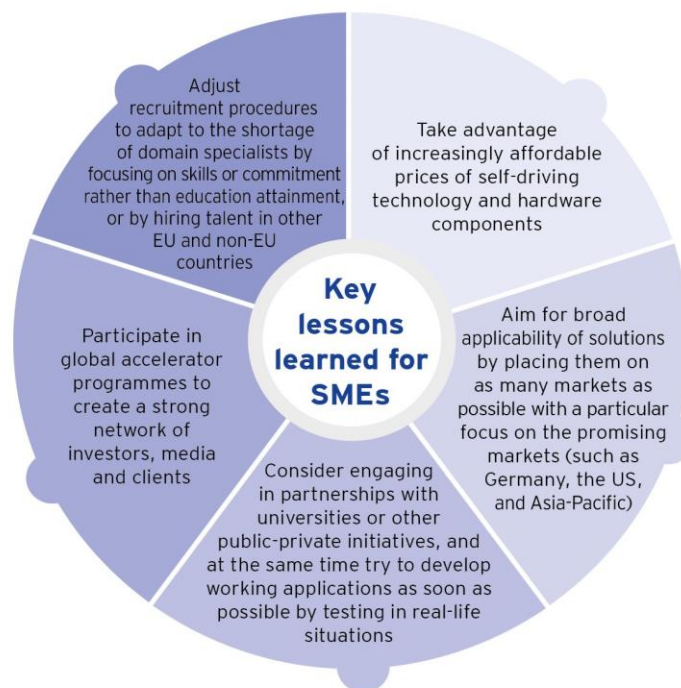 Key
lessons
learned for
SMEs
Take advantage
of increasingly affordable
prices of self-driving
technology and hardware
components
Aim for broad
applicability of solutions
by placing them on
as many markets as
possible with a particular
focus on the promising
markets (such as
Germany, the US,
and Asia-Pacific)
Consider engaging
in partnerships with
universities or other
public-private initiatives, and
at the same time try to develop
working applications as soon as
possible by testing in real-life
situations
Participate in
global accelerator
programmes to
create a strong
network of
investors, media
and clients
Adjust
recruitment procedures
to adapt to the shortage
of domain specialists by
focusing on skills or commitment
rather than education attainment,
or by hiring talent in other
EU and non-EU
countries